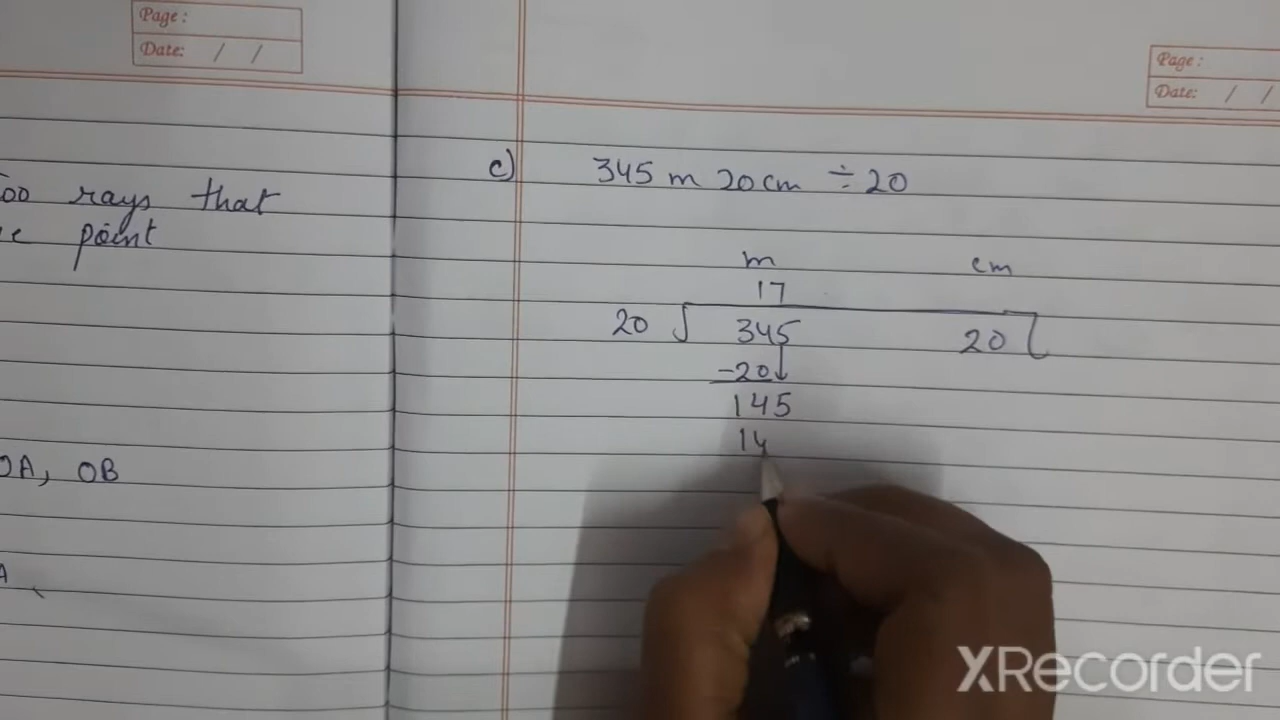 Page :
Date: / /
Page :
Date: / /
rays that
point
OA, OB
A
c) 345 m 20 cm ÷ 20
m cm
17
20 345 20
-20↓
145
14
XRecorder